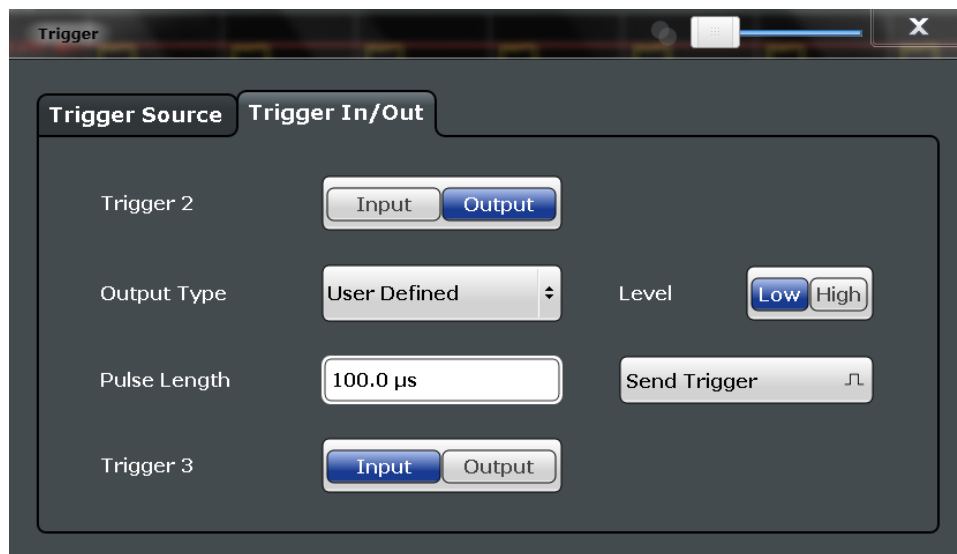 Trigger
X
Trigger Source Trigger In/Out
Trigger 2 Input Output
Output Type User Defined Level Low High
Pulse Length 100.0 µs Send Trigger
Trigger 3 Input Output